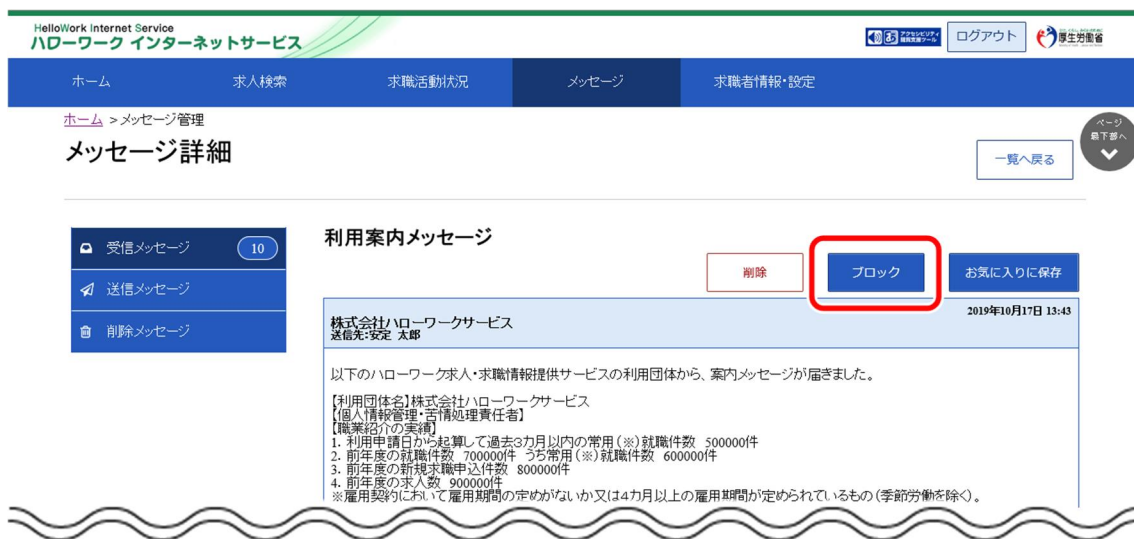 HelloWork Internet Service
ハローワーク インターネットサービス
アクセシビリティ
閲覧支援ツール
ログアウト
厚生労働省
ホーム
求人検索
求職活動状況
メッセージ
求職者情報・設定
ホーム >メッセージ管理
ページ
最下部へ
メッセージ詳細
一覧へ戻る
受信メッセージ
10
送信メッセージ
削除メッセージ
利用案内メッセージ
削除
ブロック
お気に入りに保存
株式会社ハローワークサービス
2019年10月17日 13:43
送信先:安定 太郎
以下のハローワーク求人・求職情報提供サービスの利用団体から、案内メッセージが届きました。
【利用団体名】株式会社ハローワークサービス
【個人情報管理・苦情処理責任者】
【職業紹介の実績】
1. 利用申請日から起算して過去3カ月以内の常用(※)就職件数 500000件
2. 前年度の就職件数 700000件 うち常用(※)就職件数 600000件
3. 前年度の新規求職申込件数 800000件
4. 前年度の求人数 900000件
※雇用契約において雇用期間の定めがないか又は4カ月以上の雇用期間が定められているもの(季節労働を除く)。